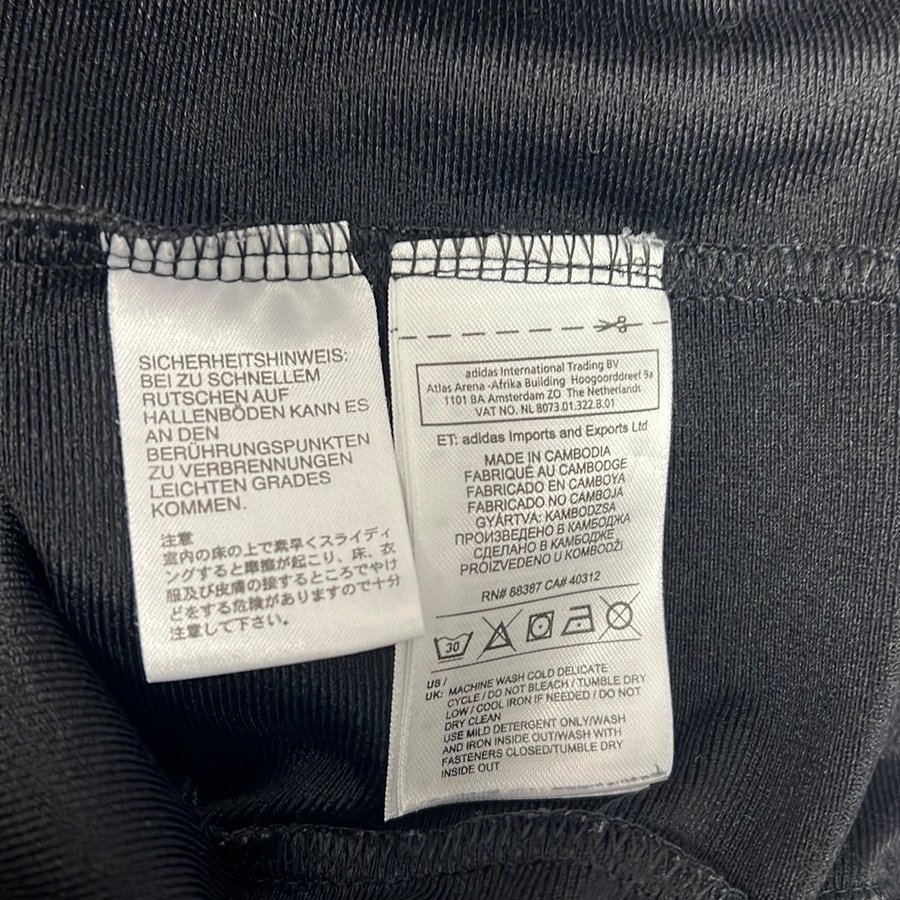 SICHERHEITSHINWEIS:
BEI ZU SCHNELLEM
RUTSCHEN AUF
HALLENBÖDEN KANN ES
AN DEN
BERÜHRUNGSPUNKTEN
ZU VERBRENNUNGEN
LEICHTEN GRADES
KOMMEN.
注意
室内の床の上で素早くスライディ
ングすると摩擦が起こり、床、衣
服及び皮膚の接するところでやけ
どをする危険がありますので十分
注意して下さい。
adidas International Trading BV
Atlas Arena -Afrika Building Hoogoorddreef 9a
1101 BA Amsterdam ZO The Netherlands
VAT NO. NL 8073.01.322.8.01
ET: adidas Imports and Exports Ltd
MADE IN CAMBODIA
FABRIQUÉ AU CAMBODGE
FABRICADO EN CAMBOYA
FABRICADO NO CAMBOJA
GYÁRTVA: KAMBODZSA
ПРОИЗВЕДЕНО В КАМБОДЖА
СДЕЛАНО В КАМБОДЖЕ
PROIZVEDENO U KOMBODŽI
RN# 88387 CA# 40312
30
US /
UK: MACHINE WASH COLD DELICATE
CYCLE / DO NOT BLEACH / TUMBLE DRY
LOW / COOL IRON IF NEEDED / DO NOT
DRY CLEAN
USE MILD DETERGENT ONLY/WASH
AND IRON INSIDE OUT/WASH WITH
FASTENERS CLOSED/TUMBLE DRY
INSIDE OUT